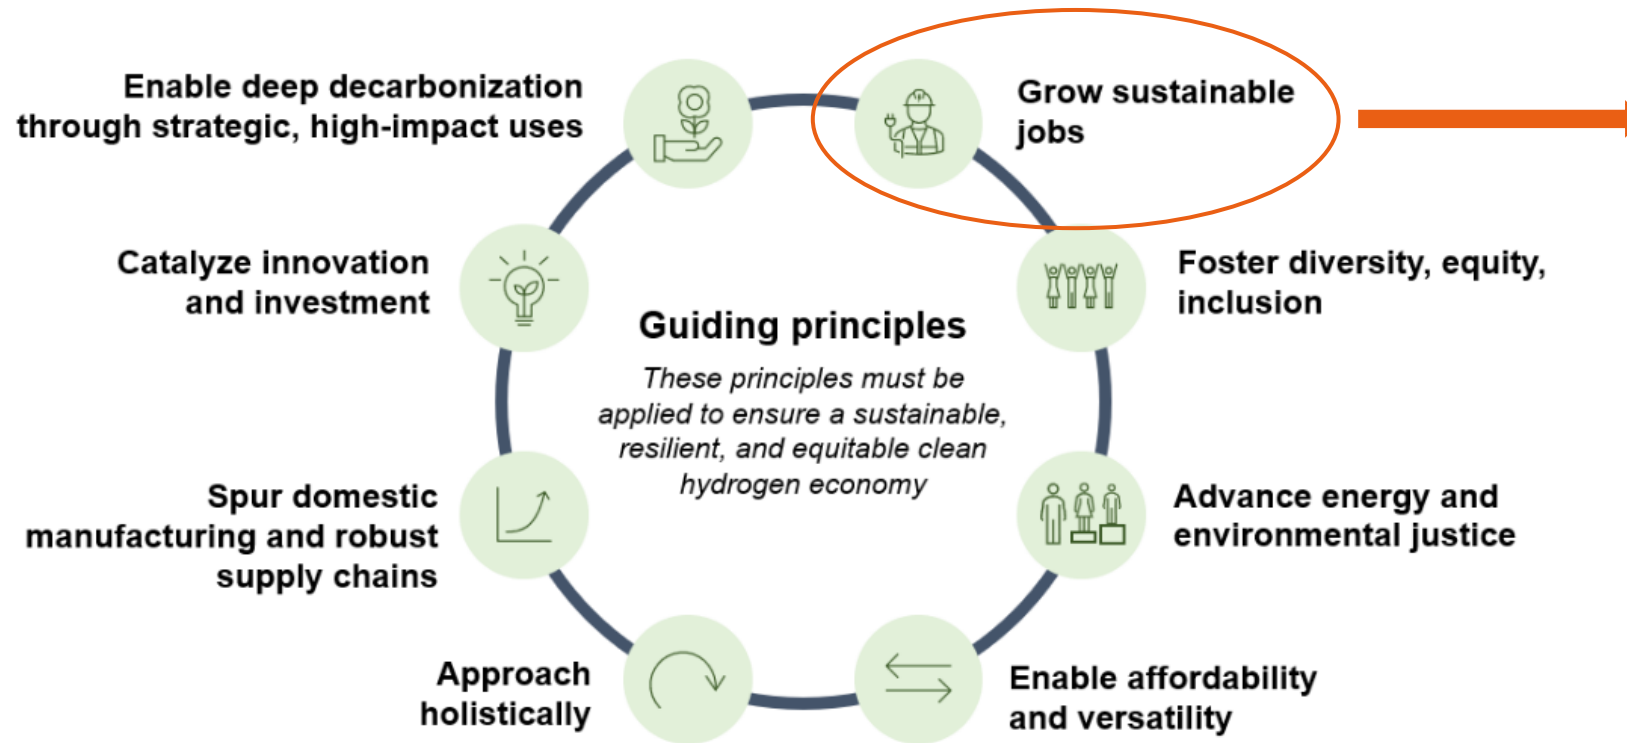 Enable deep decarbonization
through strategic, high-impact uses
Grow sustainable
jobs
Catalyze innovation
and investment
Foster diversity, equity,
inclusion
Guiding principles
These principles must be
applied to ensure a sustainable,
resilient, and equitable clean
hydrogen economy
Spur domestic
manufacturing and robust
supply chains
Advance energy and
environmental justice
Approach
holistically
Enable affordability
and versatility